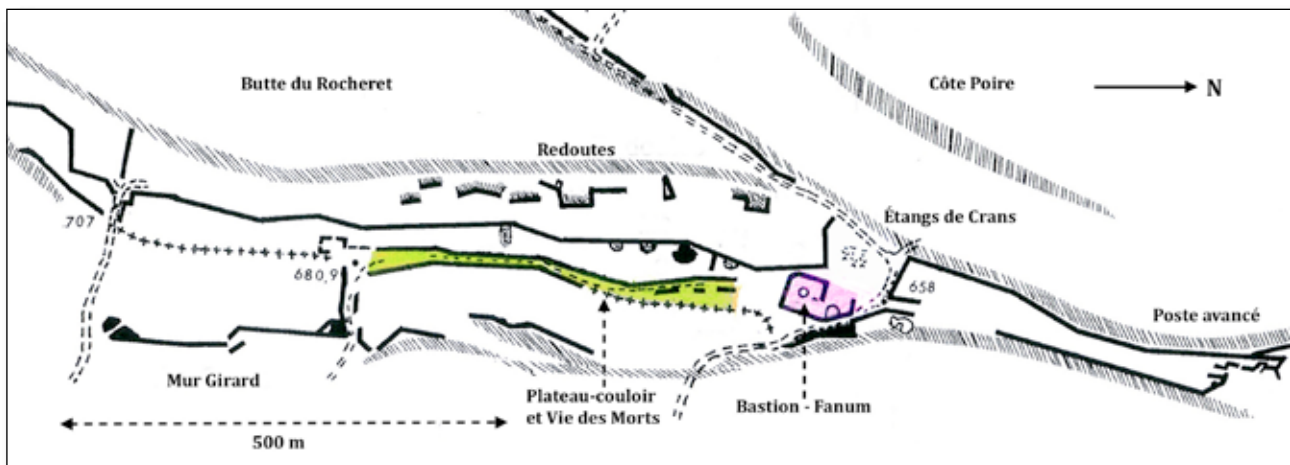 Butte du Rocheret
Côte Poire
N
Redoutes
Étangs de Crans
707
680,9
658
Poste avancé
Mur Girard
Plateau-couloir
et Vie des Morts
Bastion - Fanum
500 m